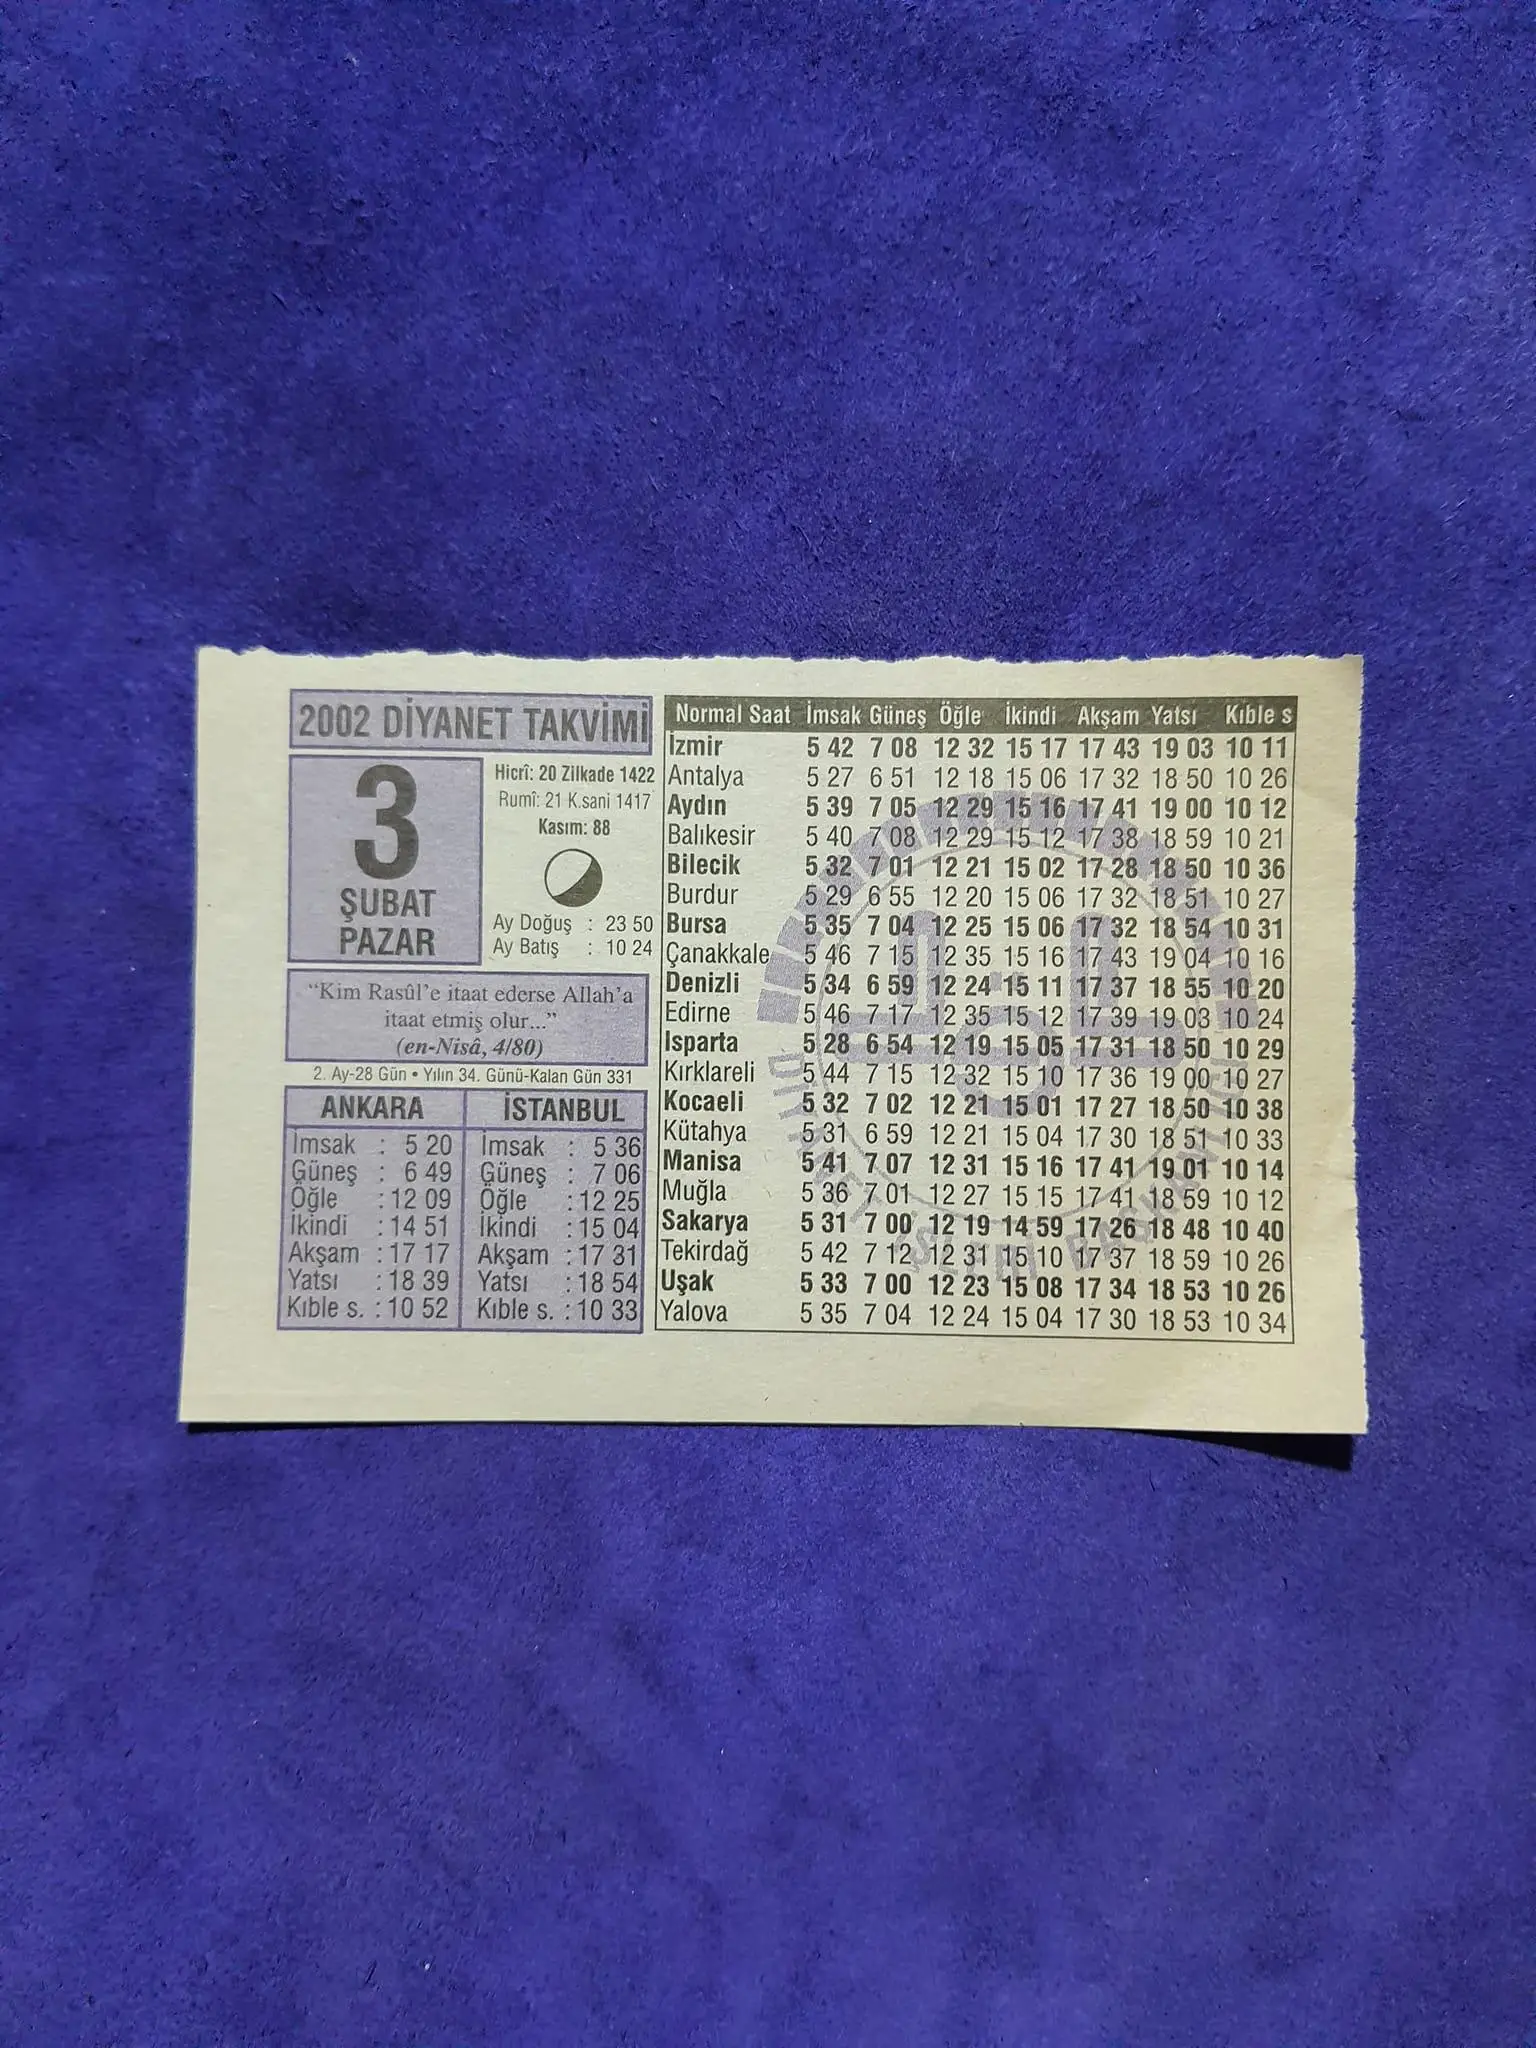 2002 DİYANET TAKVİMİ
3
ŞUBAT
PAZAR
Hicrî: 20 Zilkade 1422
Rumî: 21 K.sani 1417
Kasım: 88
Ay Doğuş : 23 50
Ay Batış : 10 24
“Kim Rasûl’e itaat ederse Allah’a
itaat etmiş olur...”
(en-Nisâ, 4/80)
2. Ay-28 Gün • Yılın 34. Günü-Kalan Gün 331
ANKARA
İmsak : 5 20
Güneş : 6 49
Öğle : 12 09
İkindi : 14 51
Akşam : 17 17
Yatsı : 18 39
Kıble s. : 10 52
İSTANBUL
İmsak : 5 36
Güneş : 7 06
Öğle : 12 25
İkindi : 15 04
Akşam : 17 31
Yatsı : 18 54
Kıble s. : 10 33
Normal Saat İmsak Güneş Öğle İkindi Akşam Yatsı Kıble s
İzmir 5 42 7 08 12 32 15 17 17 43 19 03 10 11
Antalya 5 27 6 51 12 18 15 06 17 32 18 50 10 26
Aydın 5 39 7 05 12 29 15 16 17 41 19 00 10 12
Balıkesir 5 40 7 08 12 29 15 12 17 38 18 59 10 21
Bilecik 5 32 7 01 12 21 15 02 17 28 18 50 10 36
Burdur 5 29 6 55 12 20 15 06 17 32 18 51 10 27
Bursa 5 35 7 04 12 25 15 06 17 32 18 54 10 31
Çanakkale 5 46 7 15 12 35 15 16 17 43 19 04 10 16
Denizli 5 34 6 59 12 24 15 11 17 37 18 55 10 20
Edirne 5 46 7 17 12 35 15 12 17 39 19 03 10 24
Isparta 5 28 6 54 12 19 15 05 17 31 18 50 10 29
Kırklareli 5 44 7 15 12 32 15 10 17 36 19 00 10 27
Kocaeli 5 32 7 02 12 21 15 01 17 27 18 50 10 38
Kütahya 5 31 6 59 12 21 15 04 17 30 18 51 10 33
Manisa 5 41 7 07 12 31 15 16 17 41 19 01 10 14
Muğla 5 36 7 01 12 27 15 15 17 41 18 59 10 12
Sakarya 5 31 7 00 12 19 14 59 17 26 18 48 10 40
Tekirdağ 5 42 7 12 12 31 15 10 17 37 18 59 10 26
Uşak 5 33 7 00 12 23 15 08 17 34 18 53 10 26
Yalova 5 35 7 04 12 24 15 04 17 30 18 53 10 34